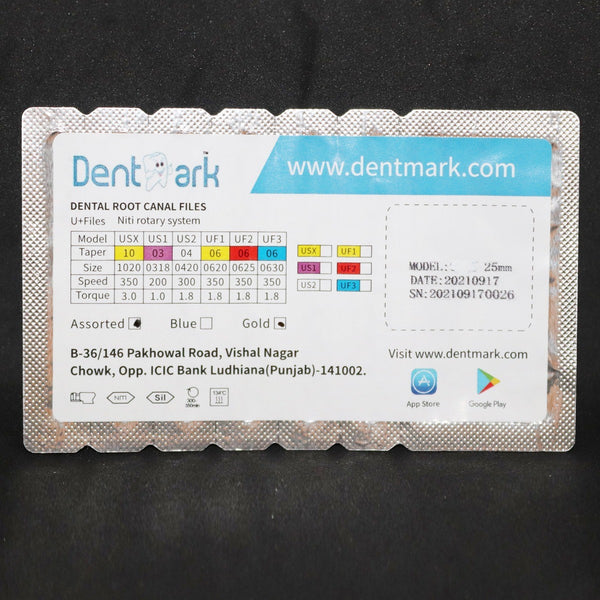 DentMark
www.dentmark.com
DENTAL ROOT CANAL FILES
U+Files Niti rotary system
Model USX US1 US2 UF1 UF2 UF3
Taper 10 03 04 06 06 06
Size 1020 0318 0420 0620 0625 0630
Speed 350 200 300 350 350 350
Torque 3.0 1.0 1.8 1.8 1.8 1.8
USX UF1
US1 UF2
US2 UF3
MODEL: 25mm
DATE:20210917
SN:202109170026
Assorted Blue Gold
B-36/146 Pakhowal Road, Vishal Nagar
Chowk, Opp. ICIC Bank Ludhiana(Punjab)-141002.
Visit www.dentmark.com
App Store Google Play
NiTi Sil 134°C